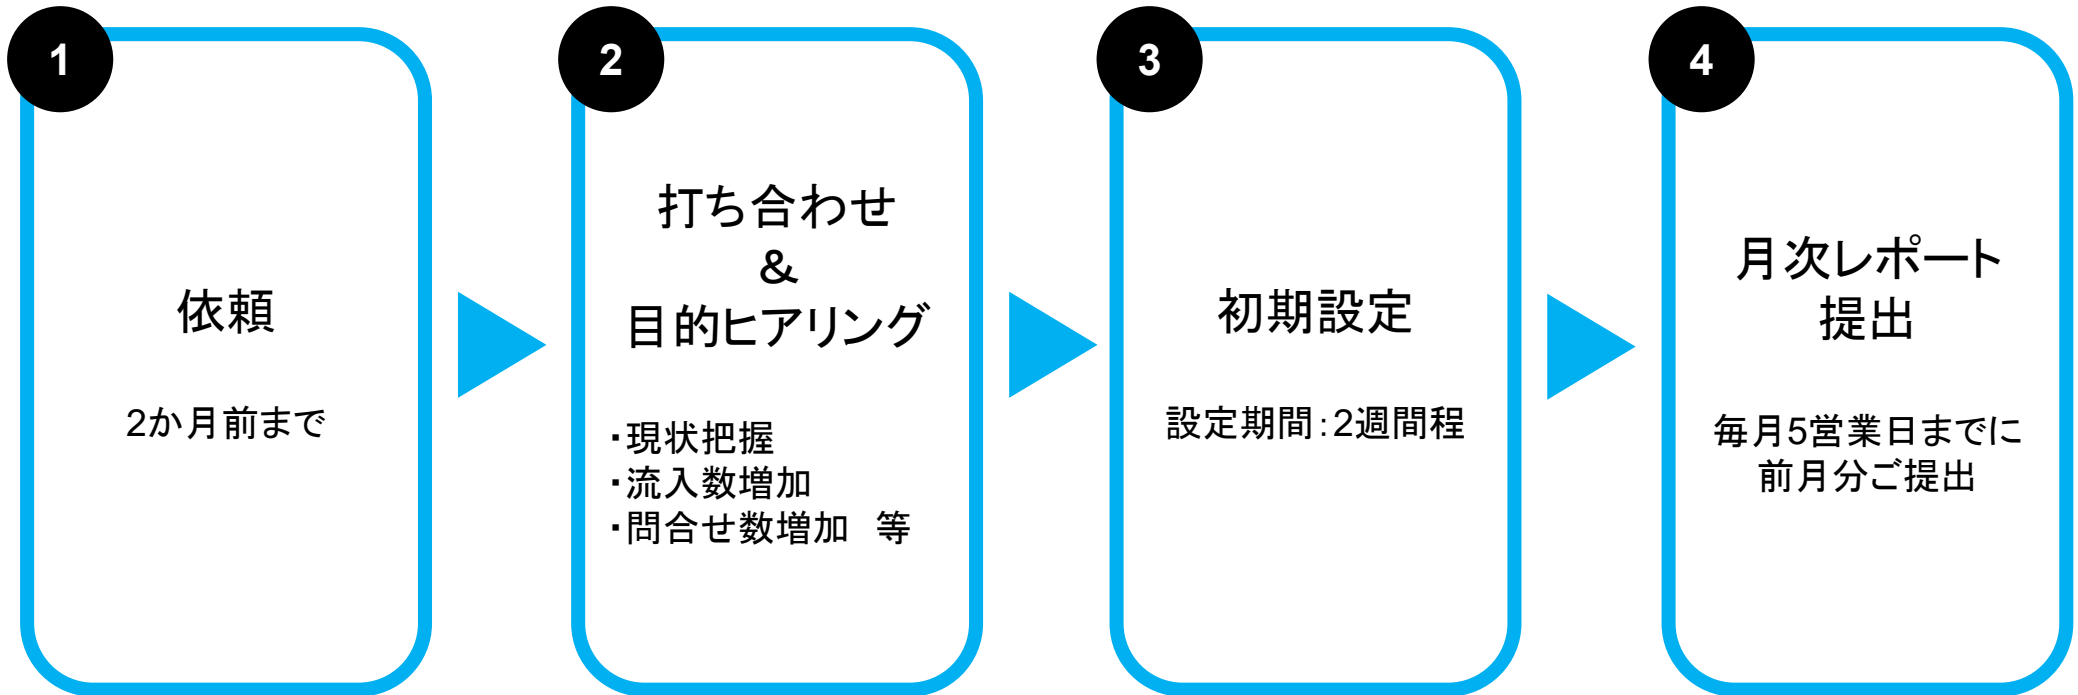 1
依頼
2か月前まで
2
打ち合わせ
&
目的ヒアリング
・現状把握
・流入数増加
・問合せ数増加　等
3
初期設定
設定期間：2週間程
4
月次レポート
提出
毎月5営業日までに
前月分ご提出